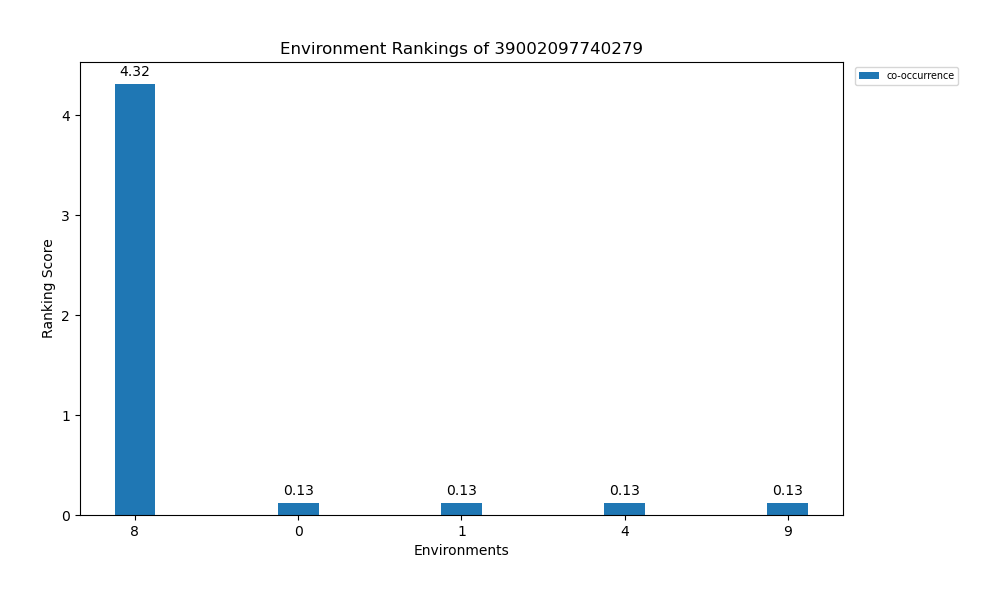 Environment Rankings of 39002097740279
co-occurrence
4.32
0.13
0.13
0.13
0.13
Ranking Score
4
3
2
1
0
8 0 1 4 9
Environments